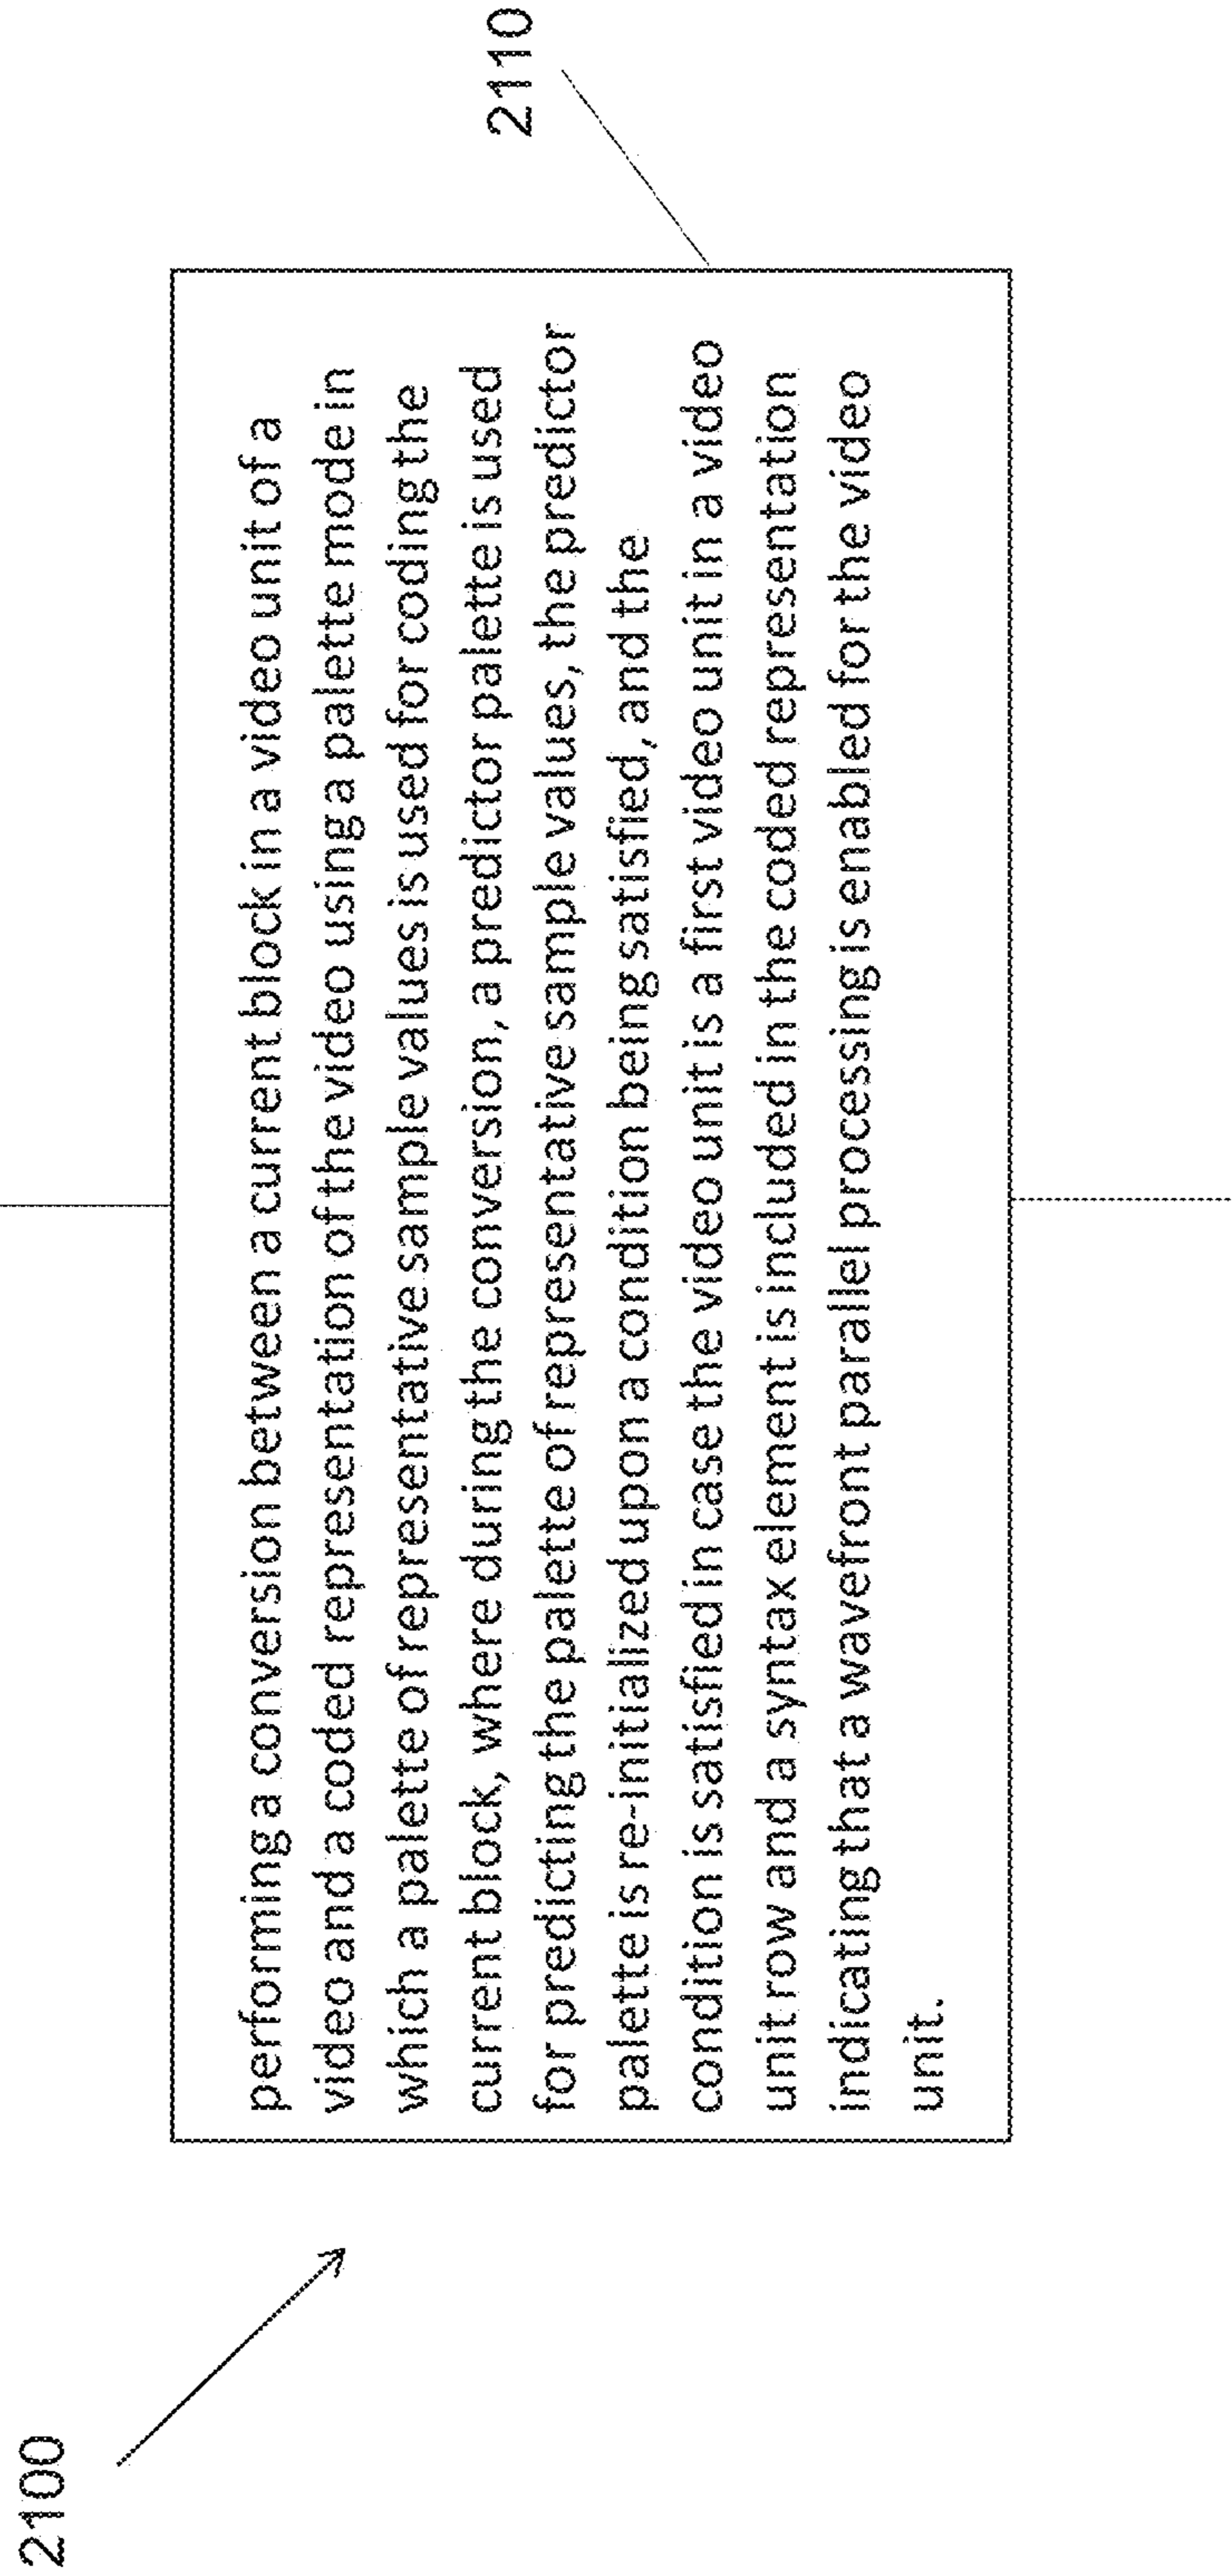 2100
performing a conversion between a current block in a video unit of a
video and a coded representation of the video using a palette mode in
which a palette of representative sample values is used for coding the
current block, where during the conversion, a predictor palette is used
for predicting the palette of representative sample values, the predictor
palette is re-initialized upon a condition being satisfied, and the
condition is satisfied in case the video unit is a first video unit in a video
unit row and a syntax element is included in the coded representation
indicating that a wavefront parallel processing is enabled for the video
unit.
2110